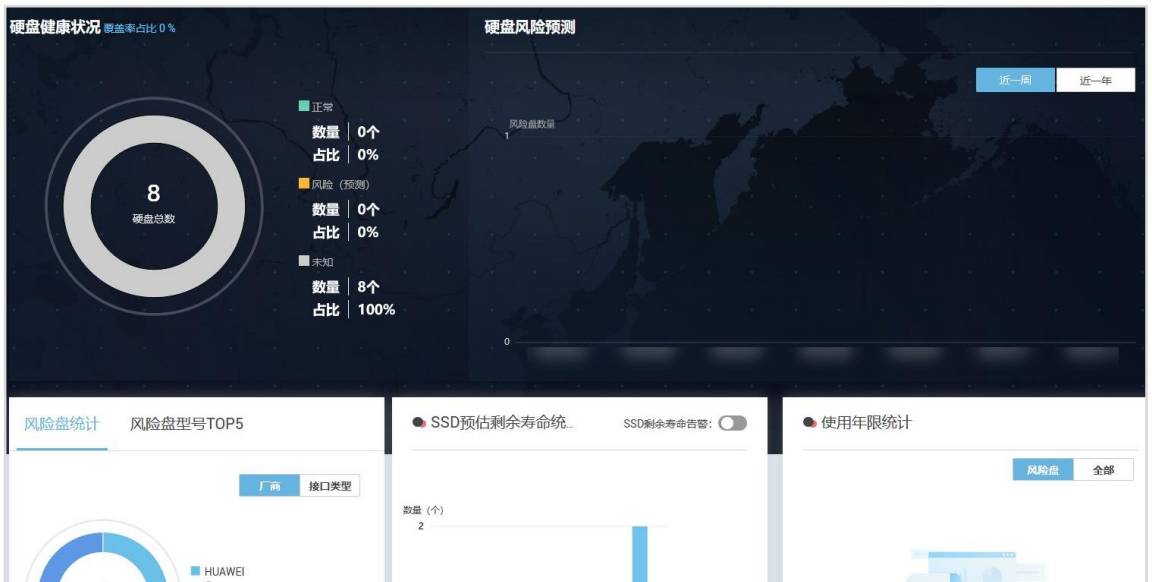 硬盘健康状况 覆盖率占比 0 %
8
硬盘总数
正常
数量 0个
占比 0%
风险（预测）
数量 0个
占比 0%
未知
数量 8个
占比 100%
硬盘风险预测
近一周 近一年
风险盘数量
1
0
风险盘统计 风险盘型号TOP5
厂商 接口类型
HUAWEI
SSD预估剩余寿命统... SSD剩余寿命告警:
数量（个）
2
使用年限统计
风险盘 全部